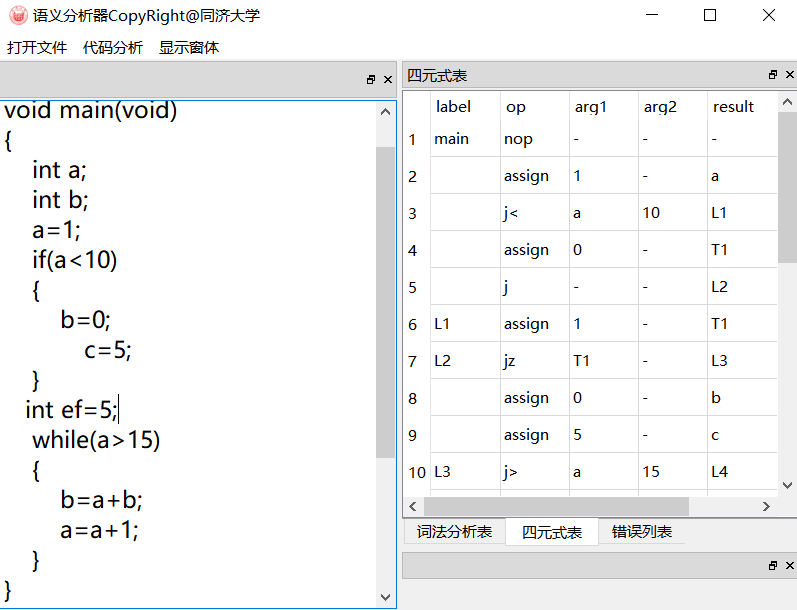 语义分析器CopyRight@同济大学
打开文件 代码分析 显示窗体
void main(void)
{
int a;
int b;
a=1;
if(a<10)
{
b=0;
c=5;
}
int ef=5;
while(a>15)
{
b=a+b;
a=a+1;
}
}
四元式表
label op arg1 arg2 result
1 main nop - - -
2 assign 1 - a
3 j< a 10 L1
4 assign 0 - T1
5 j - - L2
6 L1 assign 1 - T1
7 L2 jz T1 - L3
8 assign 0 - b
9 assign 5 - c
10 L3 j> a 15 L4
词法分析表 四元式表 错误列表